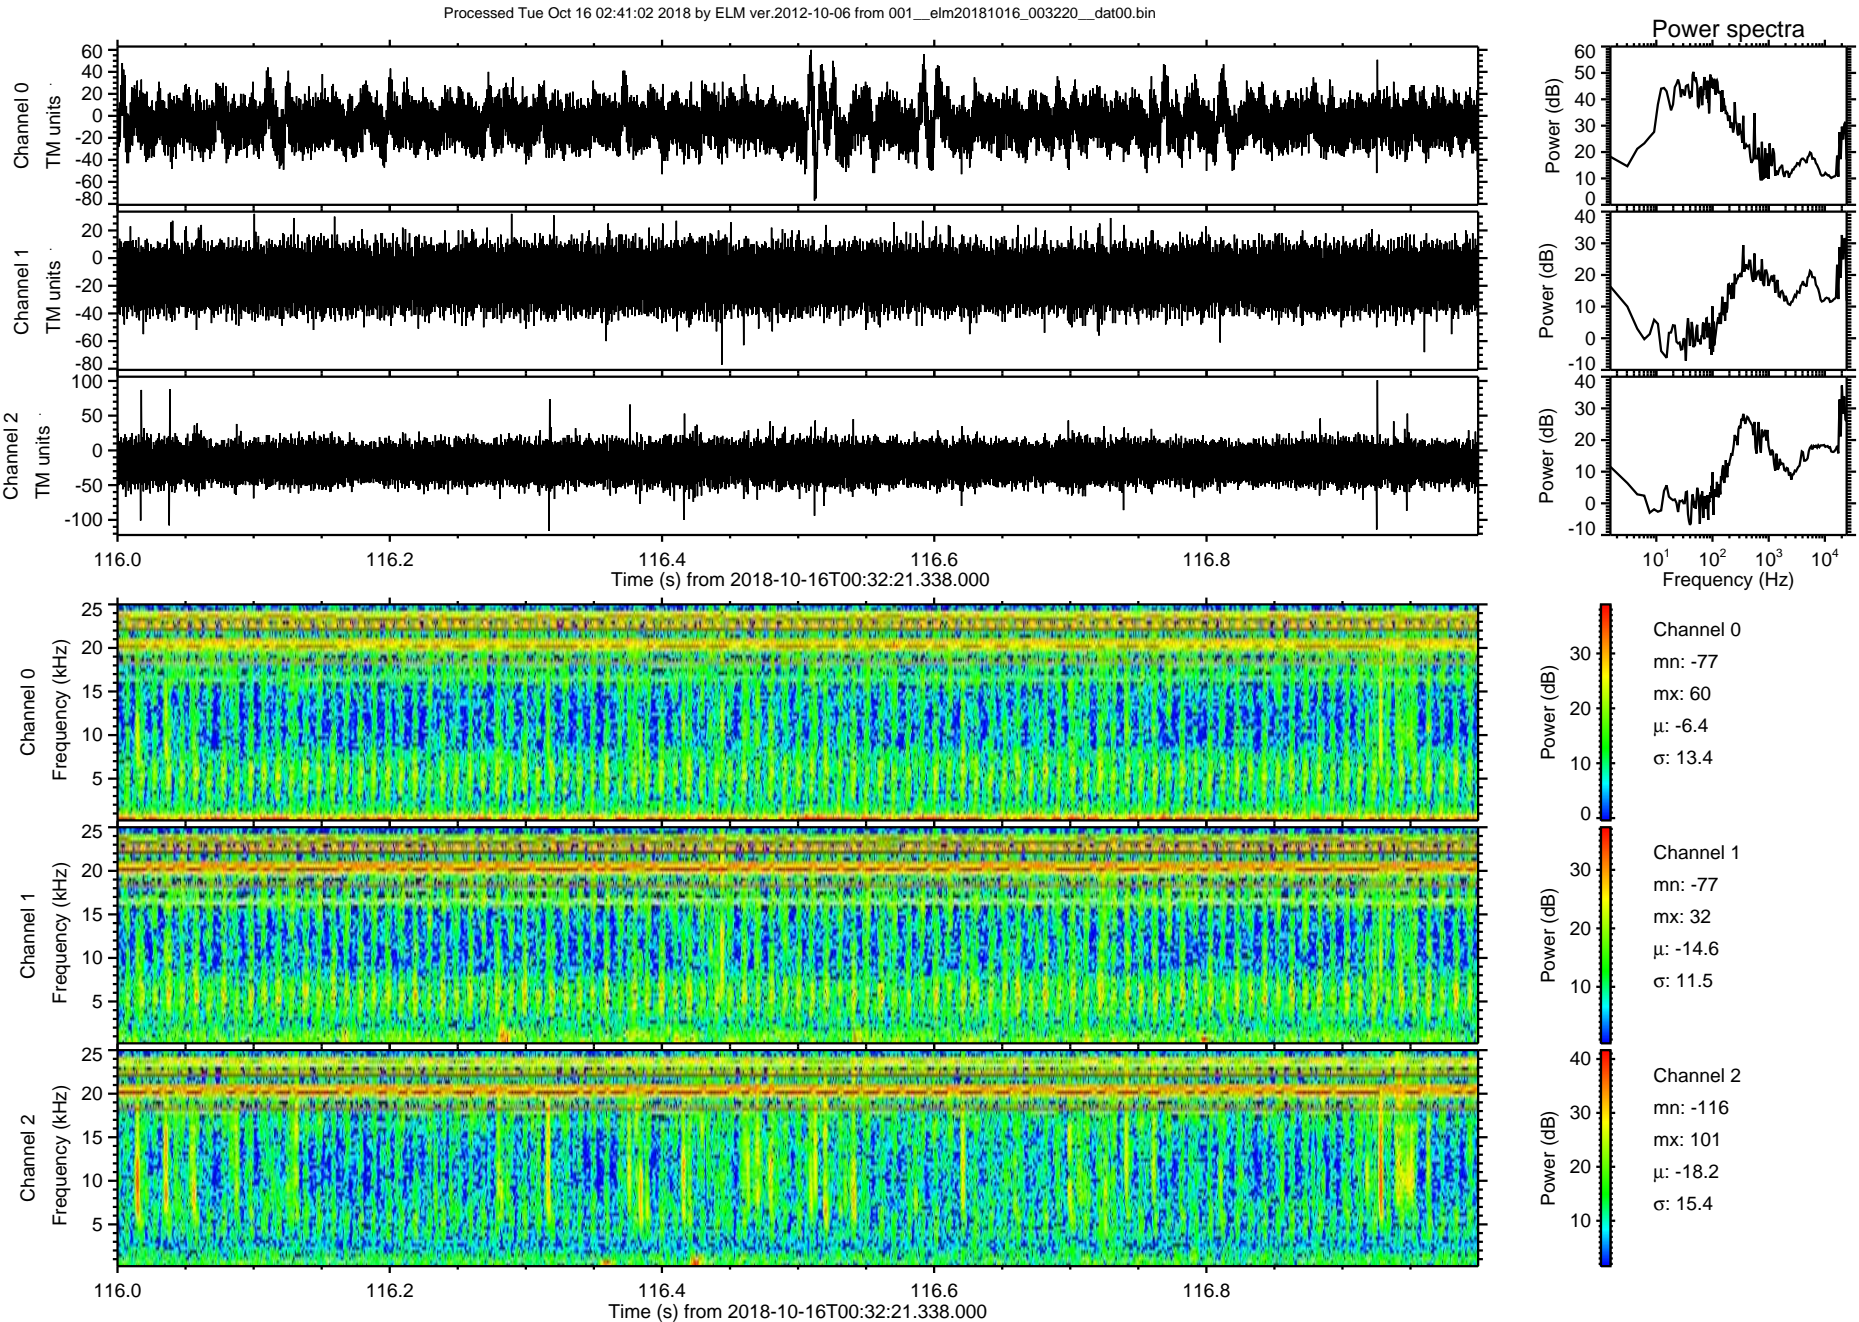 Processed Tue Oct 16 02:41:02 2018 by ELM ver.2012-10-06 from 001__elm20181016_003220__dat00.bin
Power spectra
Channel 0
TM units
60
40
20
0
-20
-40
-60
-80
Power (dB)
60
50
40
30
20
10
0
Channel 1
TM units
20
0
-20
-40
-60
-80
Power (dB)
40
30
20
10
0
-10
Channel 2
TM units
100
50
0
-50
-100
Power (dB)
40
30
20
10
0
-10
116.0 116.2 116.4 116.6 116.8
Time (s) from 2018-10-16T00:32:21.338.000
10^1 10^2 10^3 10^4
Frequency (Hz)
Channel 0
Frequency (kHz)
25
20
15
10
5
Power (dB)
30
20
10
0
Channel 0
mn: -77
mx: 60
µ: -6.4
σ: 13.4
Channel 1
Frequency (kHz)
25
20
15
10
5
Power (dB)
30
20
10
Channel 1
mn: -77
mx: 32
µ: -14.6
σ: 11.5
Channel 2
Frequency (kHz)
25
20
15
10
5
Power (dB)
40
30
20
10
Channel 2
mn: -116
mx: 101
µ: -18.2
σ: 15.4
116.0 116.2 116.4 116.6 116.8
Time (s) from 2018-10-16T00:32:21.338.000